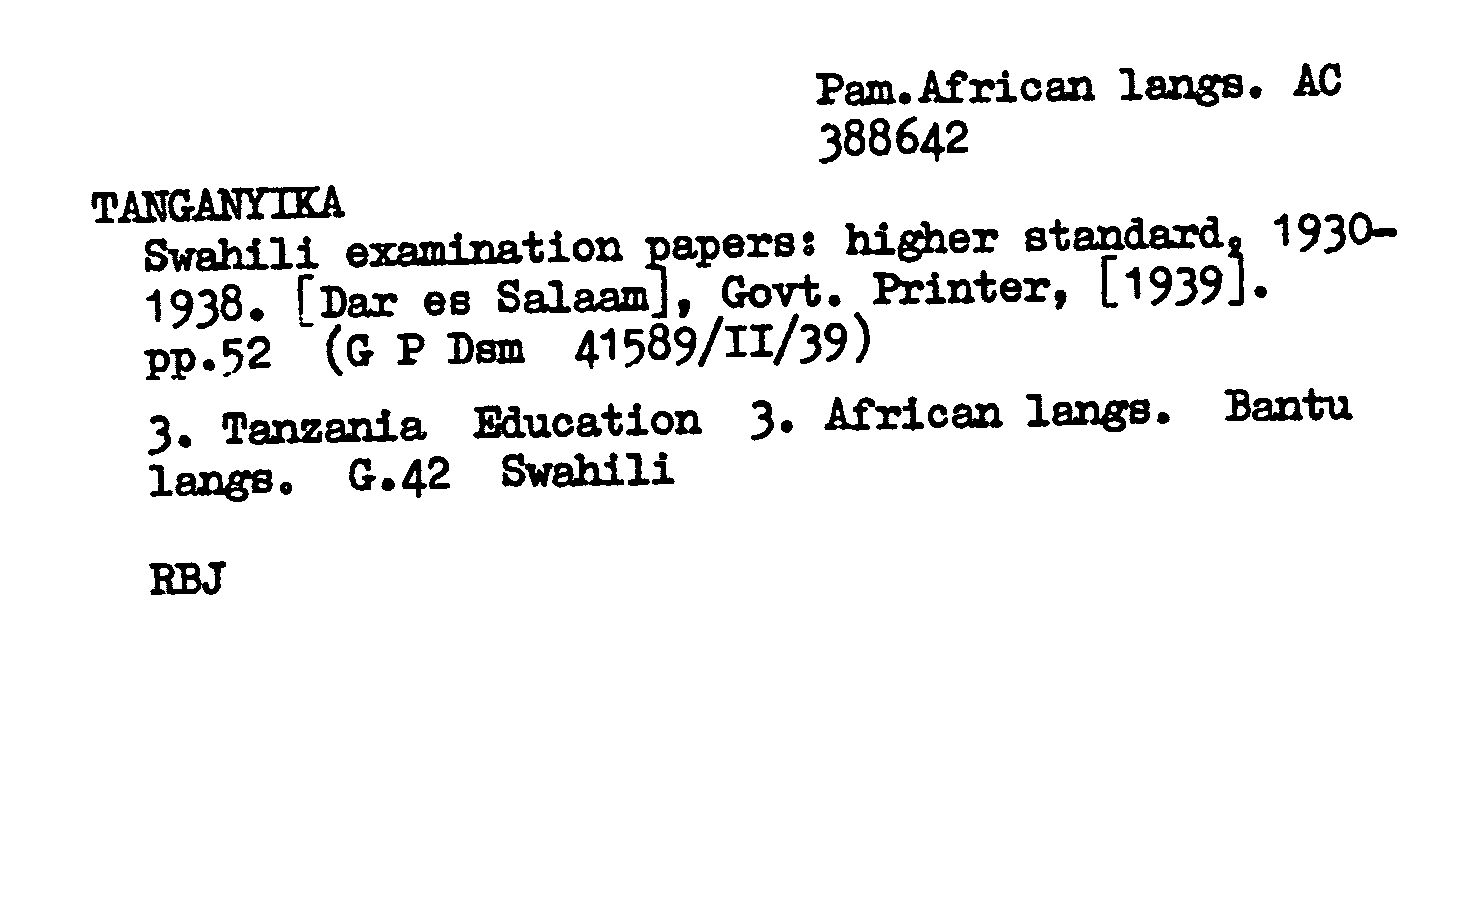 Pam.African langs. AC
388642
TANGANYIKA
Swahili examination papers: higher standard, 1930-
1938. [Dar es Salaam], Govt. Printer, [1939].
pp.52 (G P Dsm 41589/II/39)
3. Tanzania Education 3. African langs. Bantu
langs. G.42 Swahili
RBJ